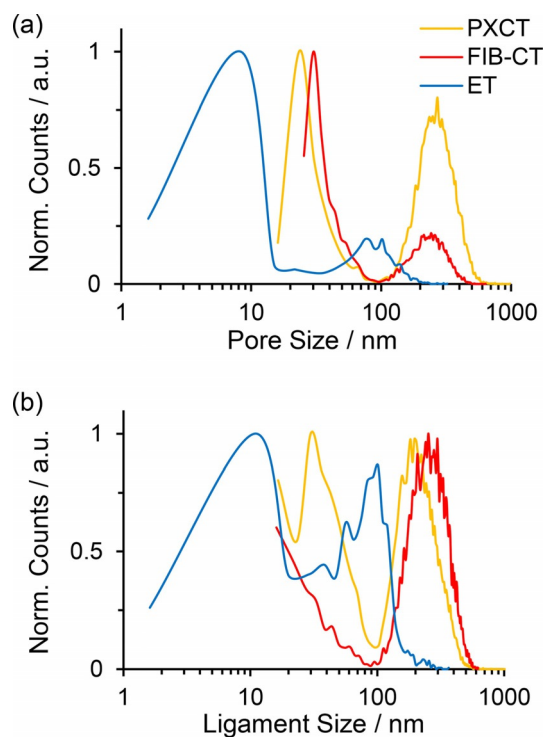 (a)
PXCT
FIB-CT
ET
Norm. Counts / a.u.
1
0.5
0
1 10 100 1000
Pore Size / nm
(b)
Norm. Counts / a.u.
1
0.5
0
1 10 100 1000
Ligament Size / nm